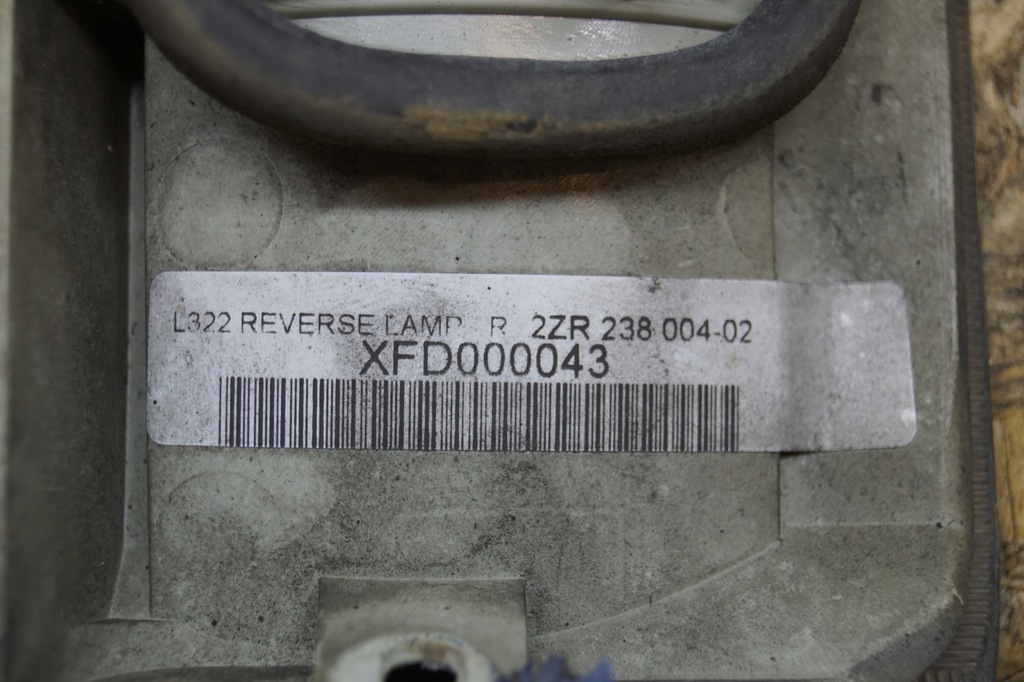 L322 REVERSE LAMP R 2ZR 238 004-02
XFD000043